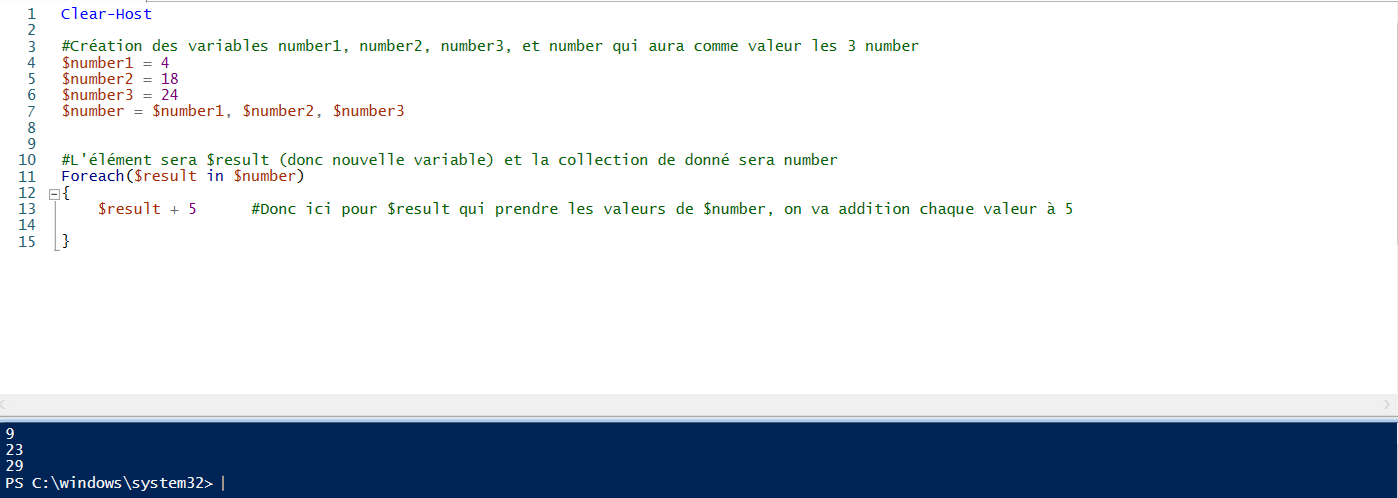 1 Clear-Host
2
3 #Création des variables number1, number2, number3, et number qui aura comme valeur les 3 number
4 $number1 = 4
5 $number2 = 18
6 $number3 = 24
7 $number = $number1, $number2, $number3
8
9
10 #L'élément sera $result (donc nouvelle variable) et la collection de donné sera number
11 Foreach($result in $number)
12 {
13 $result + 5 #Donc ici pour $result qui prendre les valeurs de $number, on va addition chaque valeur à 5
14
15 }
9
23
29
PS C:\windows\system32>